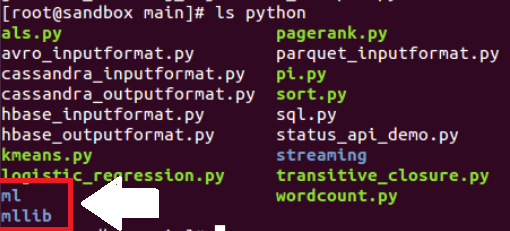 [root@sandbox main]# ls python
als.py pagerank.py
avro_inputformat.py parquet_inputformat.py
cassandra_inputformat.py pi.py
cassandra_outputformat.py sort.py
hbase_inputformat.py sql.py
hbase_outputformat.py status_api_demo.py
kmeans.py streaming
logistic_regression.py transitive_closure.py
ml wordcount.py
mllib